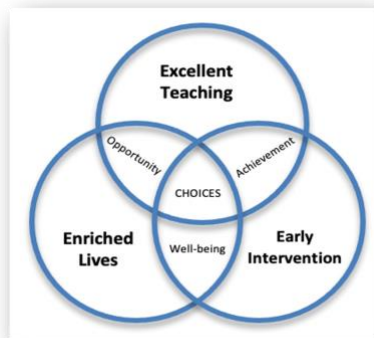 Excellent
Teaching
Opportunity
Achievement
CHOICES
Enriched
Lives
Well-being
Early
Intervention